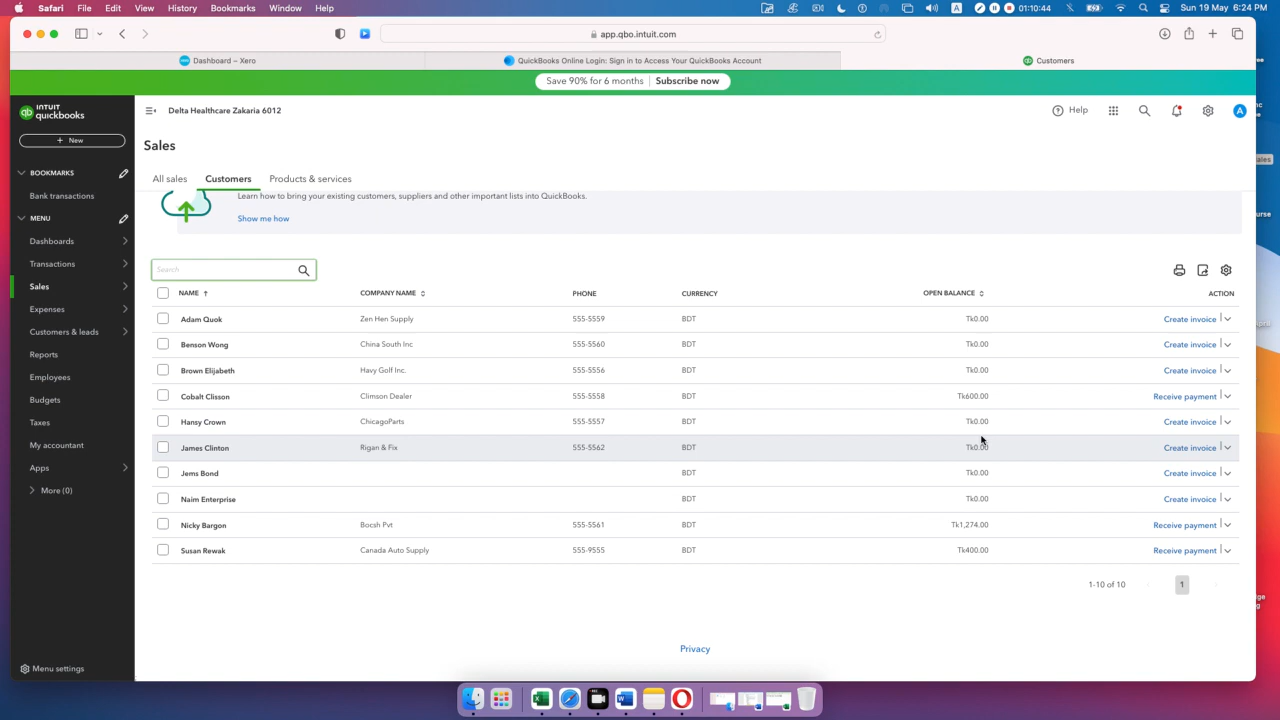 Safari File Edit View History Bookmarks Window Help 01:10:44 A Sun 19 May 6:24 PM
app.qbo.intuit.com
Dashboard – Xero QuickBooks Online Login: Sign in to Access Your QuickBooks Account Customers
Save 90% for 6 months Subscribe now
INTUIT
quickbooks
Delta Healthcare Zakaria 6012 Help A
+ New
Sales
BOOKMARKS
All sales Customers Products & services
Bank transactions
Learn how to bring your existing customers, suppliers and other important lists into QuickBooks.
MENU
Show me how
Dashboards
Transactions
Search
Sales
NAME COMPANY NAME PHONE CURRENCY OPEN BALANCE ACTION
Expenses
Adam Quok Zen Hen Supply 555-5559 BDT Tk0.00 Create invoice
Customers & leads
Benson Wong China South Inc 555-5560 BDT Tk0.00 Create invoice
Reports
Brown Elijabeth Havy Golf Inc. 555-5556 BDT Tk0.00 Create invoice
Employees
Cobalt Clisson Climson Dealer 555-5558 BDT Tk600.00 Receive payment
Budgets
Hansy Crown ChicagoParts 555-5557 BDT Tk0.00 Create invoice
Taxes
James Clinton Rigan & Fix 555-5562 BDT Tk0.00 Create invoice
My accountant
Apps
Jems Bond BDT Tk0.00 Create invoice
More (0)
Naim Enterprise BDT Tk0.00 Create invoice
Nicky Bargon Bocsh Pvt 555-5561 BDT Tk1,274.00 Receive payment
Susan Rewak Canada Auto Supply 555-9555 BDT Tk400.00 Receive payment
1-10 of 10 1
Privacy
Menu settings